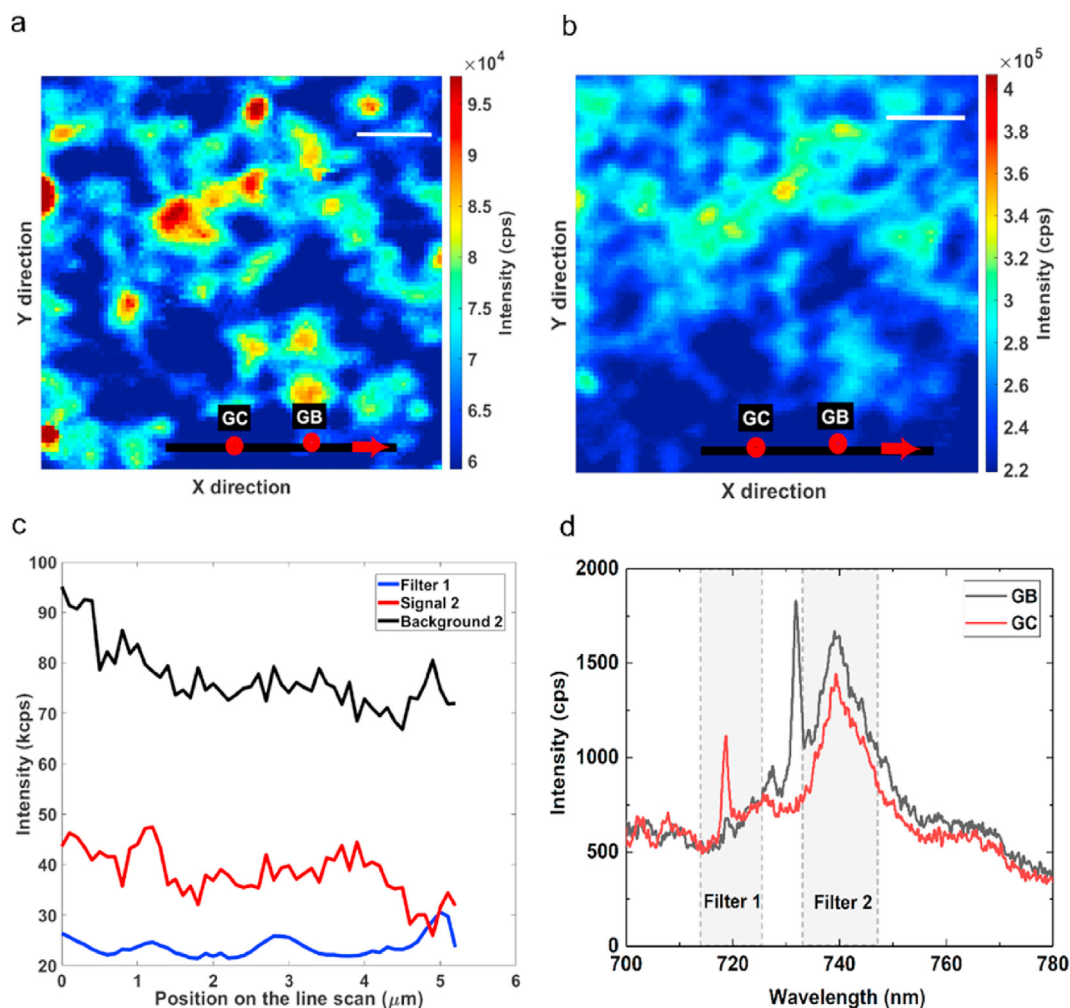 a
×10⁴
9.5
9
8.5
8
7.5
7
6.5
6
Intensity (cps)
Y direction
X direction
GC
GB
b
×10⁵
4
3.8
3.6
3.4
3.2
3
2.8
2.6
2.4
2.2
Intensity (cps)
Y direction
X direction
GC
GB
c
100
90
80
70
60
50
40
30
20
Intensity (kcps)
Filter 1
Signal 2
Background 2
0 1 2 3 4 5 6
Position on the line scan (μm)
d
2000
1500
1000
500
0
Intensity (cps)
GB
GC
Filter 1
Filter 2
700 720 740 760 780
Wavelength (nm)